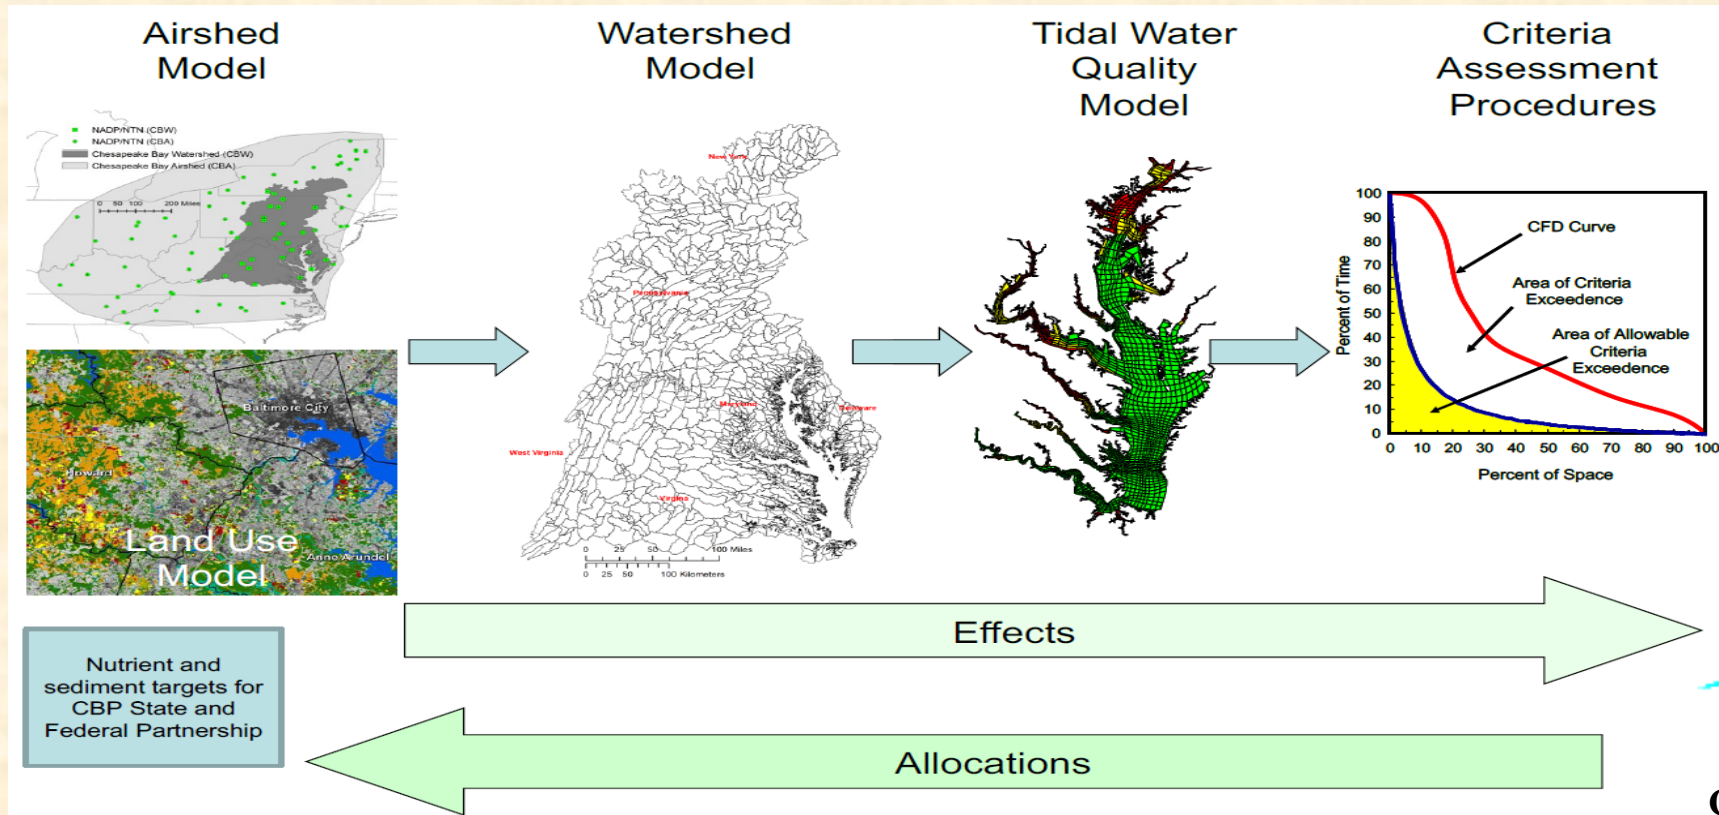 Airshed
Model
Watershed
Model
Tidal Water
Quality
Model
Criteria
Assessment
Procedures
NADP/NTN (CBW)
NADP/NTN (CBA)
Chesapeake Bay Watershed (CBW)
Chesapeake Bay Airshed (CBA)
0 50 100 200 Miles
Baltimore City
Howard
Anne Arundel
Land Use
Model
New York
Pennsylvania
Maryland
Delaware
West Virginia
Virginia
0 25 50 100 Miles
0 25 50 100 Kilometers
100
90
80
70
60
50
40
30
20
10
0
Percent of Time
CFD Curve
Area of Criteria
Exceedence
Area of Allowable
Criteria
Exceedence
0 10 20 30 40 50 60 70 80 90 100
Percent of Space
Effects
Nutrient and
sediment targets for
CBP State and
Federal Partnership
Allocations